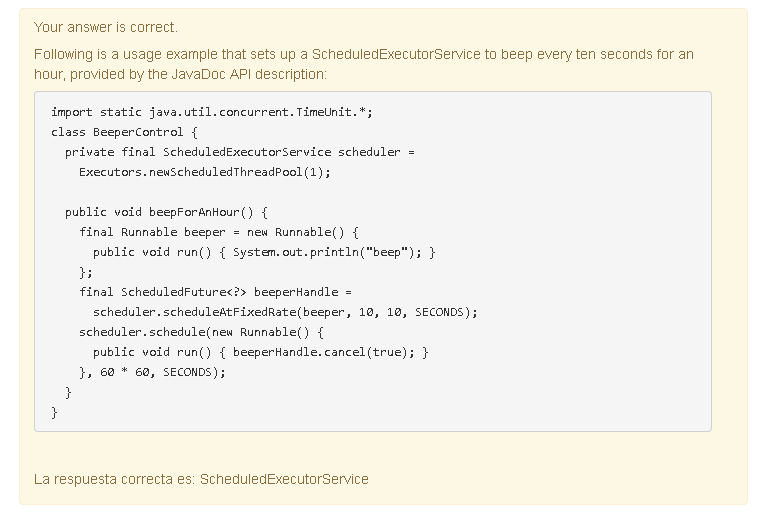 Your answer is correct.
Following is a usage example that sets up a ScheduledExecutorService to beep every ten seconds for an
hour, provided by the JavaDoc API description:
import static java.util.concurrent.TimeUnit.*;
class BeeperControl {
  private final ScheduledExecutorService scheduler =
    Executors.newScheduledThreadPool(1);

  public void beepForAnHour() {
    final Runnable beeper = new Runnable() {
      public void run() { System.out.println("beep"); }
    };
    final ScheduledFuture<?> beeperHandle =
      scheduler.scheduleAtFixedRate(beeper, 10, 10, SECONDS);
    scheduler.schedule(new Runnable() {
      public void run() { beeperHandle.cancel(true); }
    }, 60 * 60, SECONDS);
  }
}
La respuesta correcta es: ScheduledExecutorService